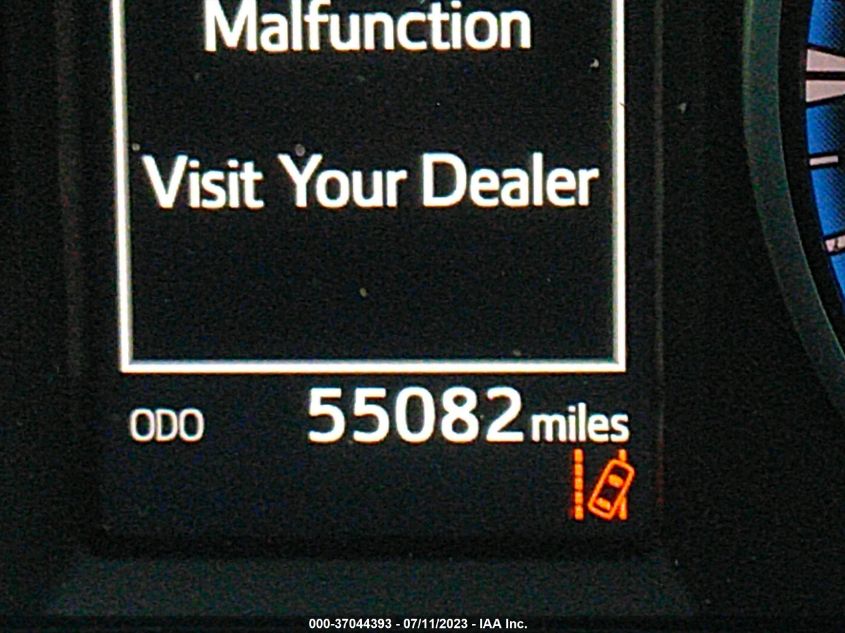 Malfunction
Visit Your Dealer
ODO 55082 miles
000-37044393 - 07/11/2023 - IAA Inc.